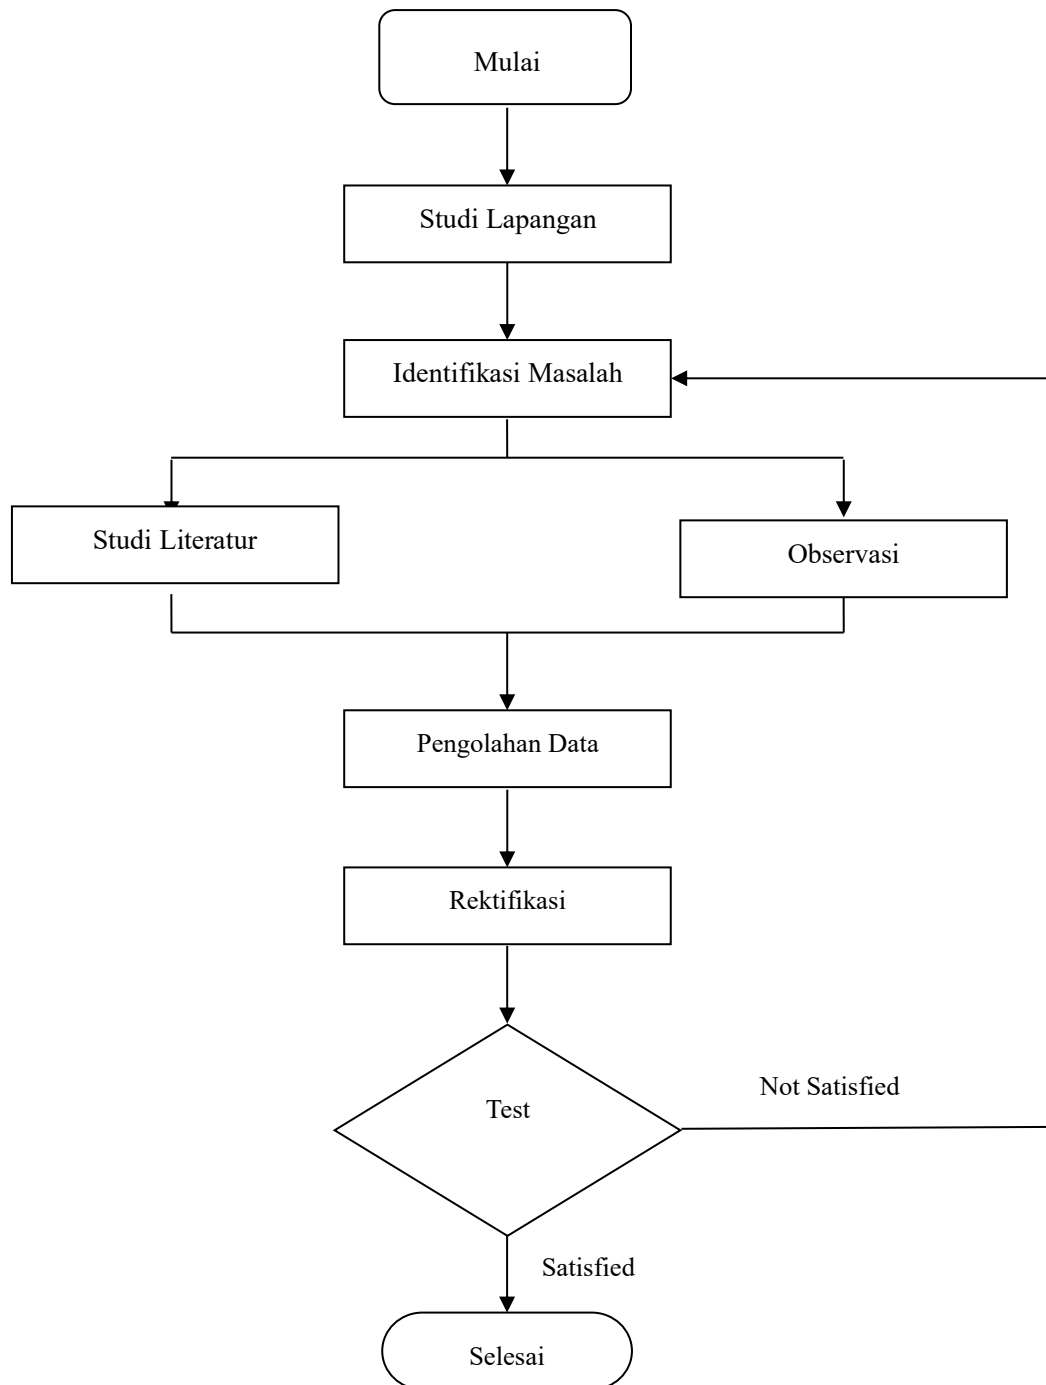 Mulai
Studi Lapangan
Identifikasi Masalah
Studi Literatur
Observasi
Pengolahan Data
Rektifikasi
Test
Not Satisfied
Satisfied
Selesai